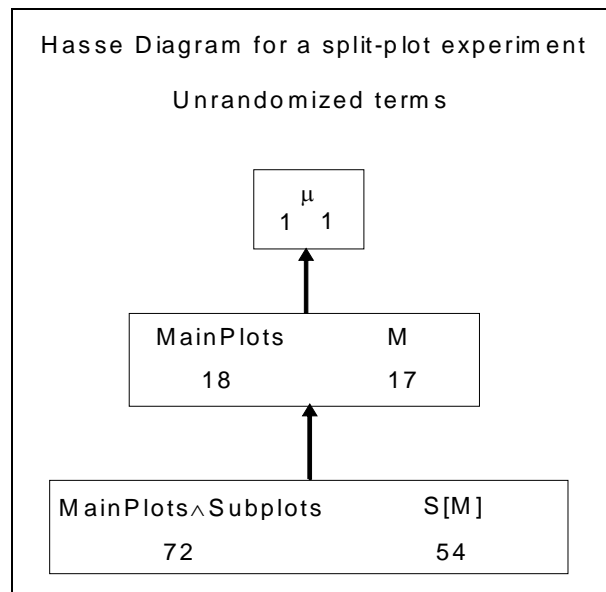 Hasse Diagram for a split-plot experiment
Unrandomized terms
μ
1 1
MainPlots M
18 17
MainPlots∧Subplots S[M]
72 54